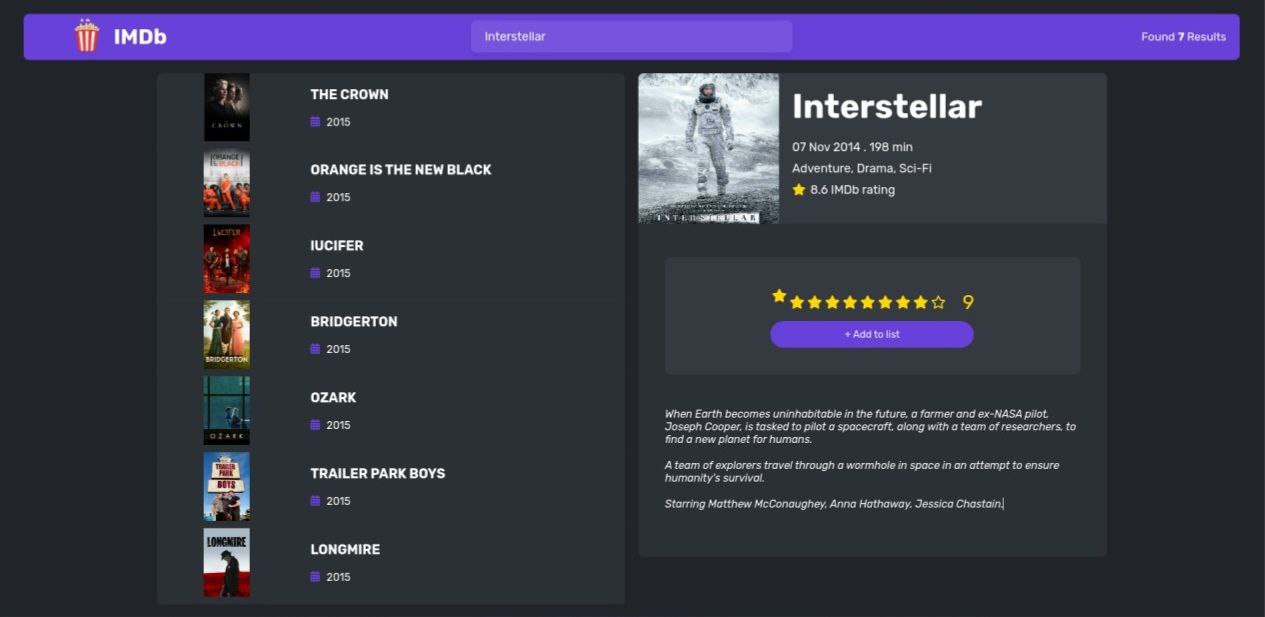 IMDb
Interstellar
Found 7 Results
CROWN
THE CROWN
2015
ORANGE
ORANGE IS THE NEW BLACK
2015
IUCIFER
2015
BRIDGERTON
BRIDGERTON
2015
OZARK
OZARK
2015
TRAILER
PARK
BOYS
TRAILER PARK BOYS
2015
LONGMIRE
LONGMIRE
2015
INTERSTELLAR
Interstellar
07 Nov 2014 . 198 min
Adventure, Drama, Sci-Fi
8.6 IMDb rating
9
+ Add to list
When Earth becomes uninhabitable in the future, a farmer and ex-NASA pilot,
Joseph Cooper, is tasked to pilot a spacecraft, along with a team of researchers, to
find a new planet for humans.
A team of explorers travel through a wormhole in space in an attempt to ensure
humanity's survival.
Starring Matthew McConaughey, Anna Hathaway, Jessica Chastain.